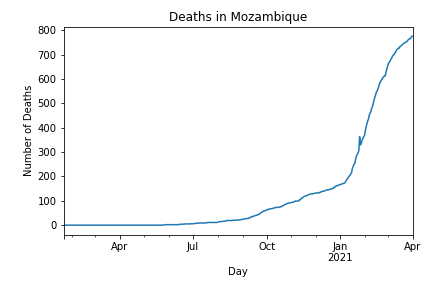 Deaths in Mozambique
Number of Deaths
800
700
600
500
400
300
200
100
0
Apr
Jul
Oct
Jan
2021
Apr
Day